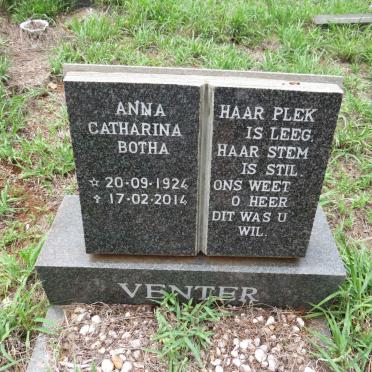 ANNA
CATHARINA
BOTHA
☆ 20-09-1924
✞ 17-02-2014
HAAR PLEK
IS LEEG,
HAAR STEM
IS STIL
ONS WEET
O HEER
DIT WAS U
WIL.
VENTER